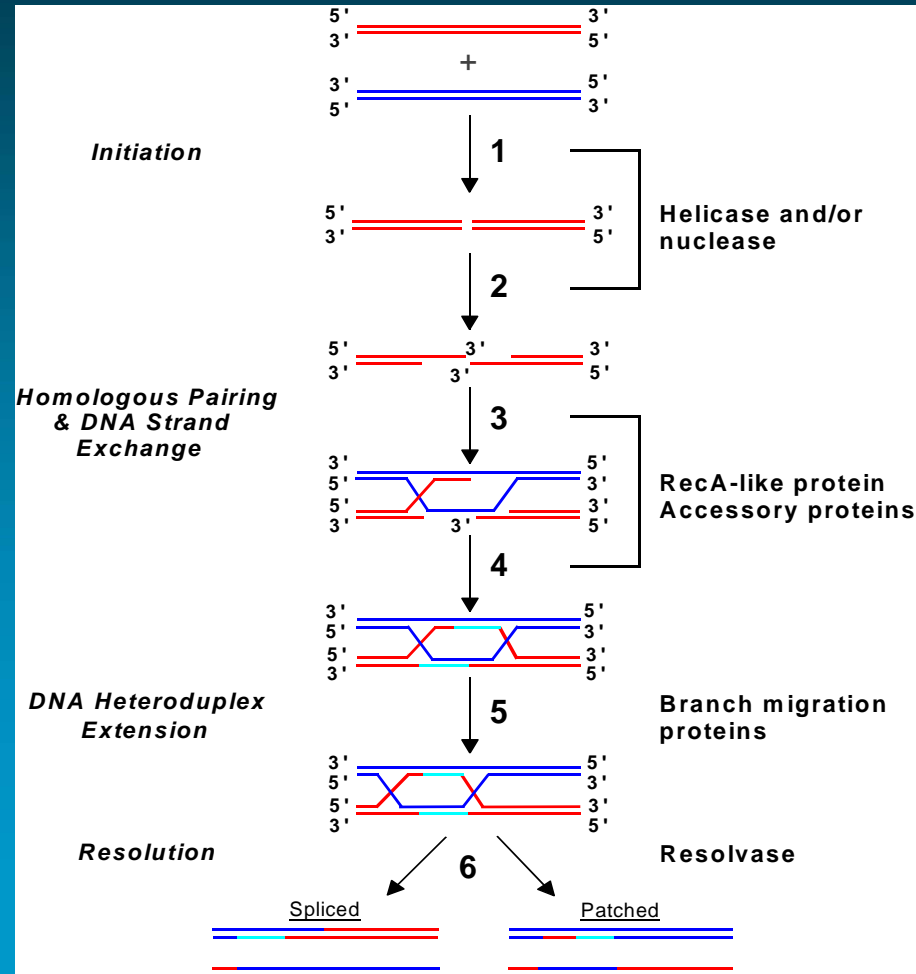 5' 3'
3' 5'
+
3' 5'
5' 3'
Initiation 1
5' 3'
3' 5'
Helicase and/or
nuclease
2
5' 3' 3'
3' 3' 5'
Homologous Pairing
& DNA Strand
Exchange
3
3' 5'
5' 3'
5' 3'
3' 3' 5'
RecA-like protein
Accessory proteins
4
3' 5'
5' 3'
5' 3'
3' 5'
DNA Heteroduplex
Extension
5
Branch migration
proteins
3' 5'
5' 3'
5' 3'
3' 5'
Resolution 6 Resolvase
Spliced Patched